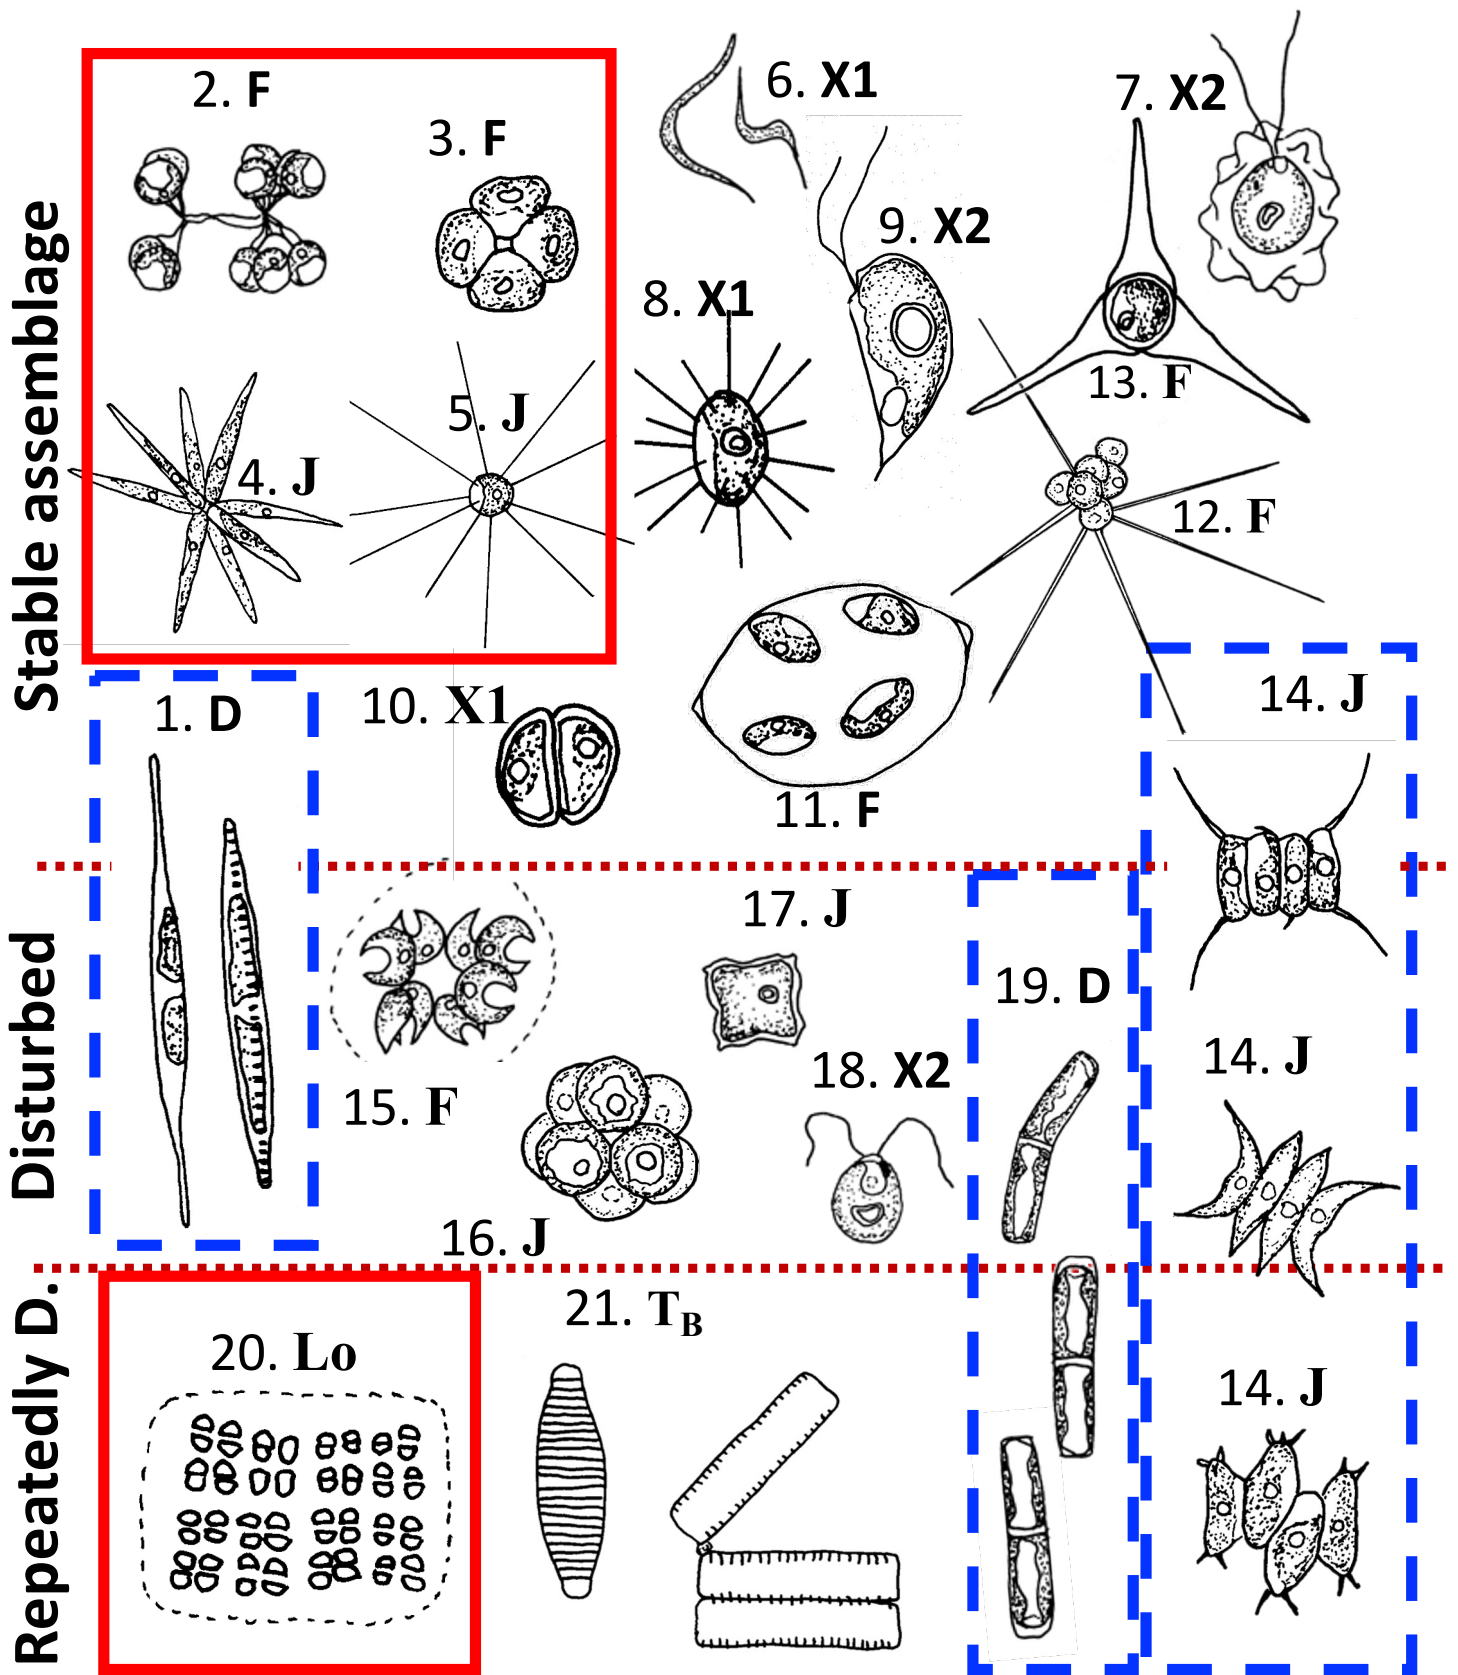 Stable assemblage
2. F
3. F
4. J
5. J
6. X1
7. X2
8. X1
9. X2
13. F
12. F
1. D
10. X1
11. F
14. J
Disturbed
15. F
16. J
17. J
18. X2
19. D
14. J
Repeatedly D.
20. Lo
21. TB
14. J